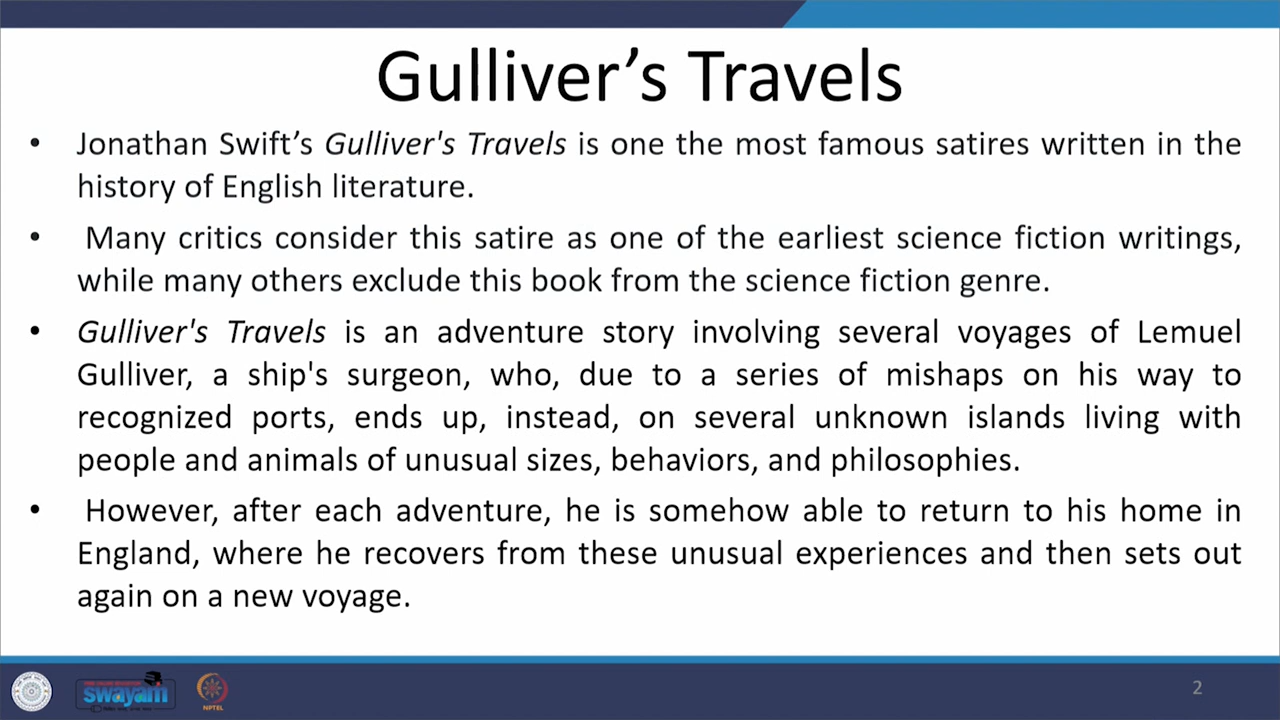 Gulliver’s Travels
• Jonathan Swift’s Gulliver's Travels is one the most famous satires written in the
history of English literature.
• Many critics consider this satire as one of the earliest science fiction writings,
while many others exclude this book from the science fiction genre.
• Gulliver's Travels is an adventure story involving several voyages of Lemuel
Gulliver, a ship's surgeon, who, due to a series of mishaps on his way to
recognized ports, ends up, instead, on several unknown islands living with
people and animals of unusual sizes, behaviors, and philosophies.
• However, after each adventure, he is somehow able to return to his home in
England, where he recovers from these unusual experiences and then sets out
again on a new voyage.
swayam
NPTEL
2